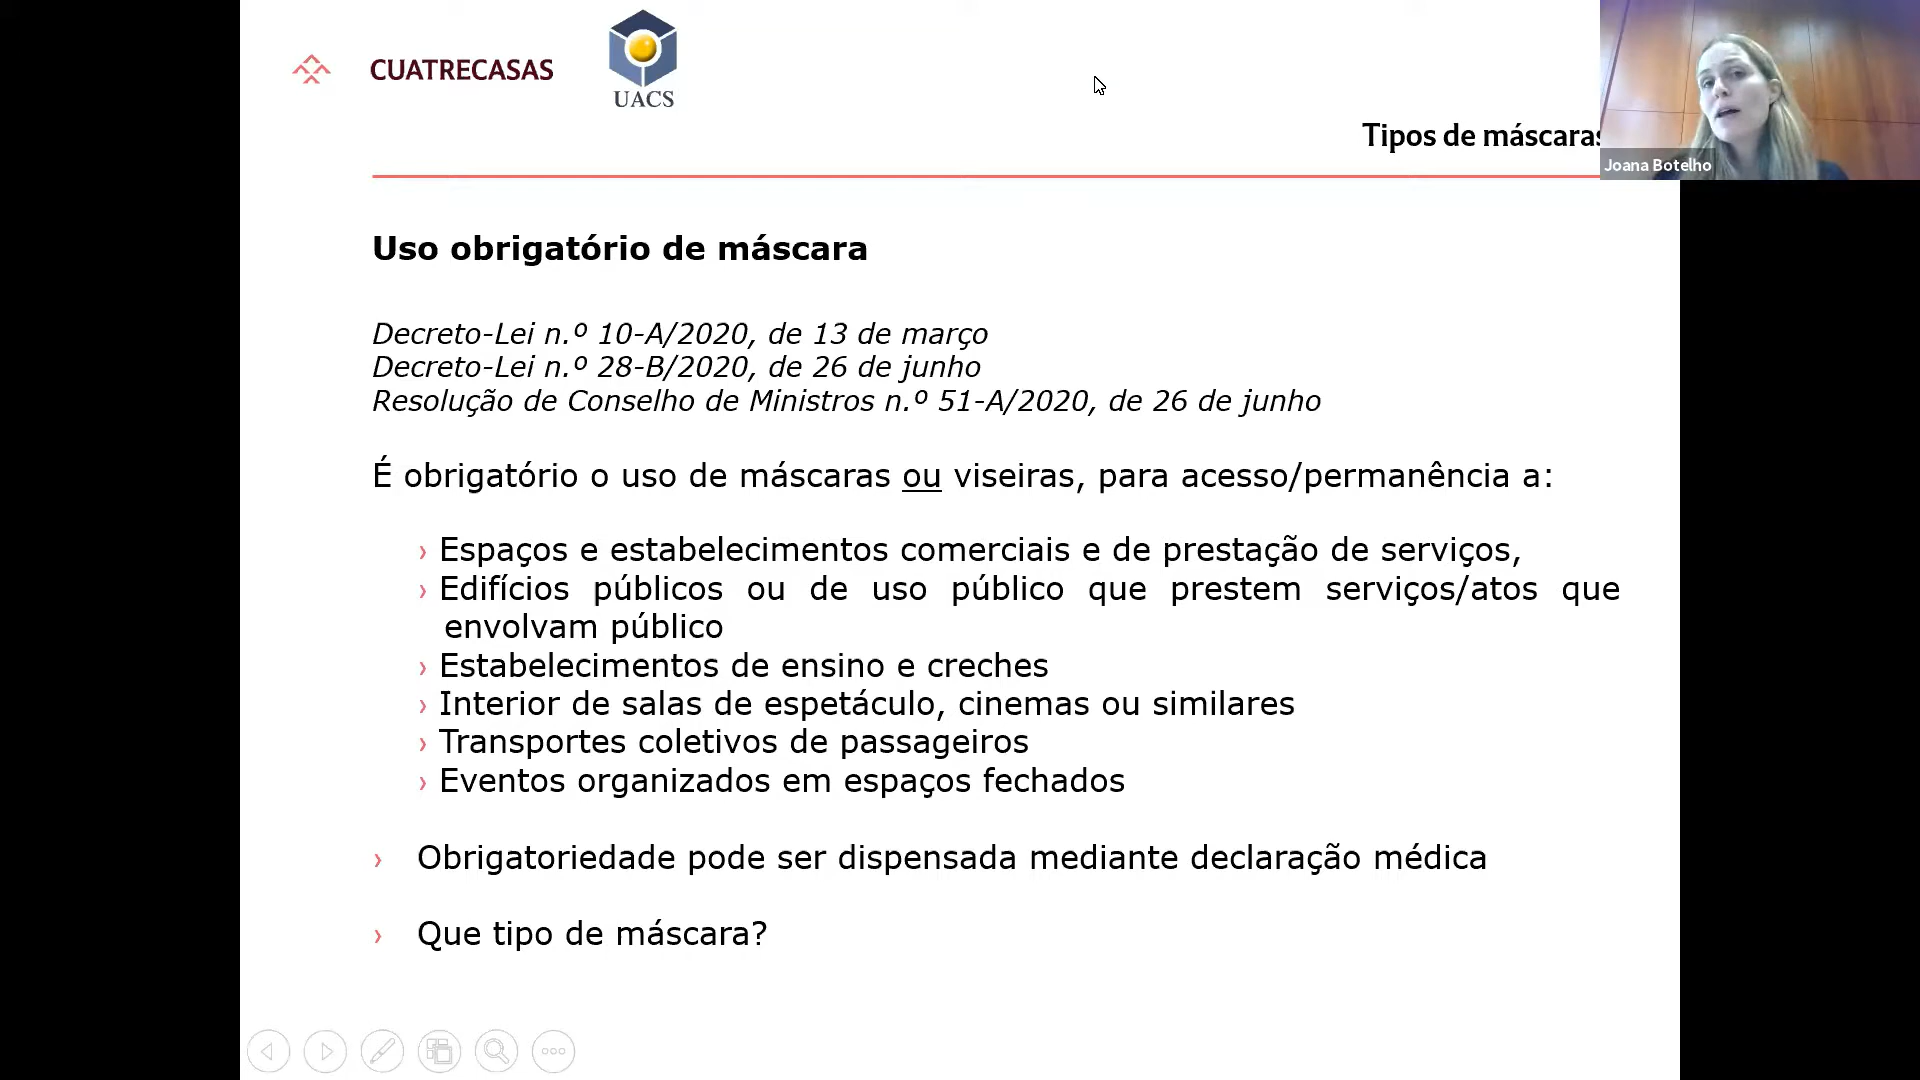 CUATRECASAS
UACS
Tipos de máscaras
Joana Botelho
Uso obrigatório de máscara
Decreto-Lei n.º 10-A/2020, de 13 de março
Decreto-Lei n.º 28-B/2020, de 26 de junho
Resolução de Conselho de Ministros n.º 51-A/2020, de 26 de junho
É obrigatório o uso de máscaras ou viseiras, para acesso/permanência a:
› Espaços e estabelecimentos comerciais e de prestação de serviços,
› Edifícios públicos ou de uso público que prestem serviços/atos que
envolvam público
› Estabelecimentos de ensino e creches
› Interior de salas de espetáculo, cinemas ou similares
› Transportes coletivos de passageiros
› Eventos organizados em espaços fechados
› Obrigatoriedade pode ser dispensada mediante declaração médica
› Que tipo de máscara?